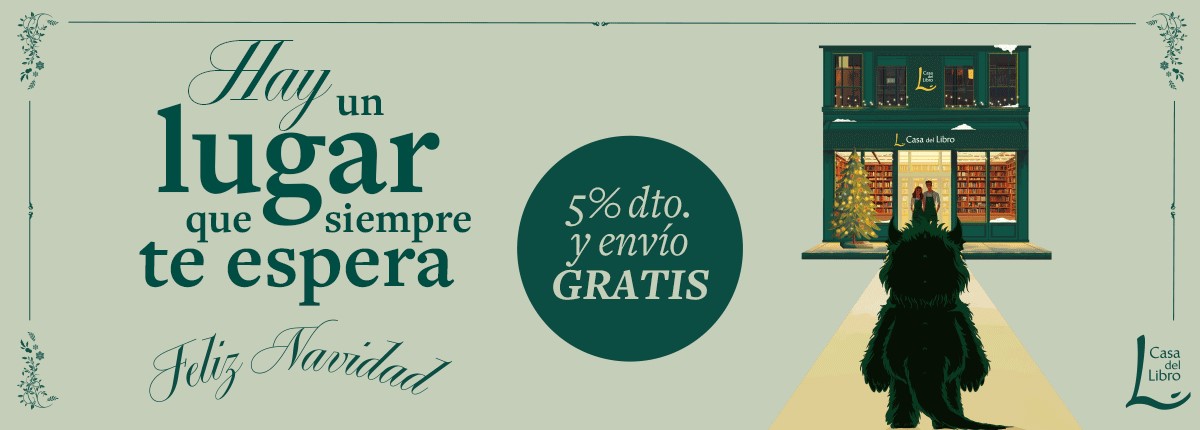 Hay un
lugar
que siempre
te espera
Feliz Navidad
5% dto.
y envío
GRATIS
Casa
del
Libro
Casa del Libro
Casa
del
Libro